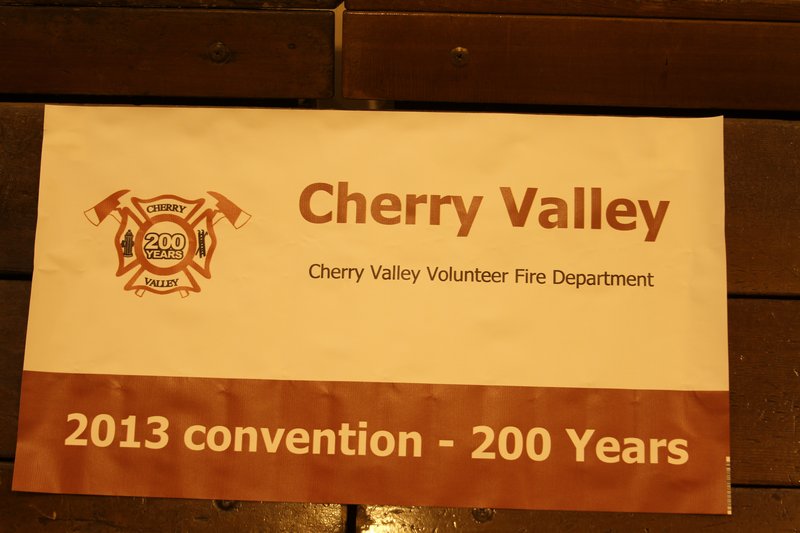 CHERRY
200
YEARS
VALLEY
Cherry Valley
Cherry Valley Volunteer Fire Department
2013 convention - 200 Years